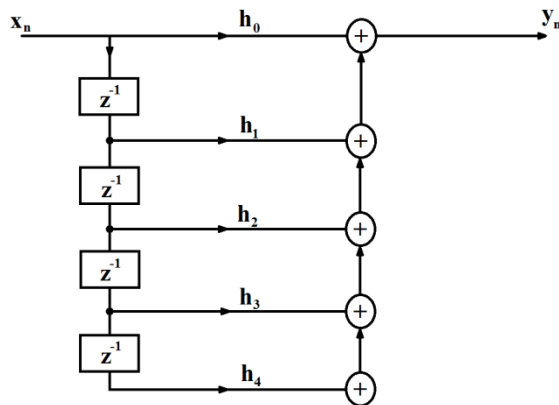 xₙ h₀ + yₙ
z⁻¹
h₁ +
z⁻¹
h₂ +
z⁻¹
h₃ +
z⁻¹
h₄ +